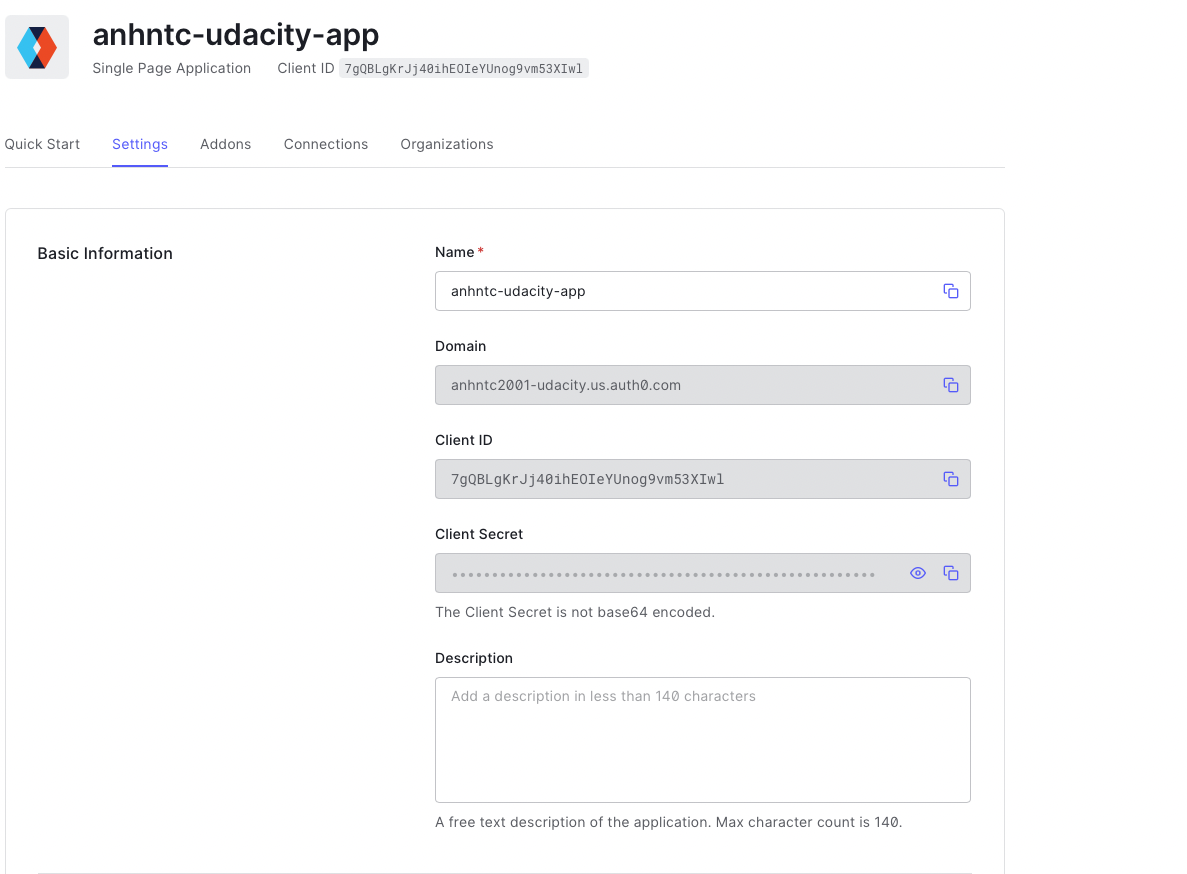 anhntc-udacity-app
Single Page Application Client ID 7gQBLgKrJj40ihEOIeYUnog9vm53XIwl
Quick Start Settings Addons Connections Organizations
Basic Information
Name*
anhntc-udacity-app
Domain
anhntc2001-udacity.us.auth0.com
Client ID
7gQBLgKrJj40ihEOIeYUnog9vm53XIwl
Client Secret
The Client Secret is not base64 encoded.
Description
Add a description in less than 140 characters
A free text description of the application. Max character count is 140.